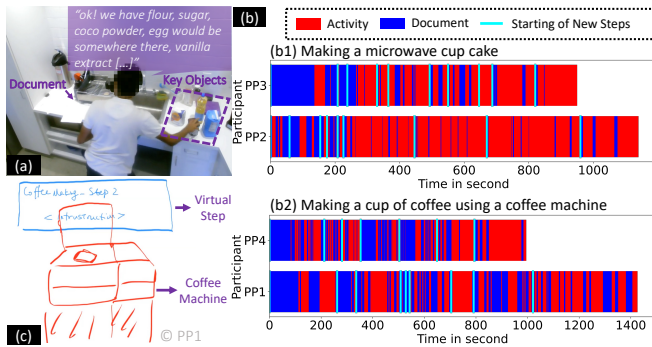 "ok! we have flour, sugar,
coco powder, egg would be
somewhere there, vanilla
extract [...]"
Document
Key Objects
(a)
Coffee Making - Step 2
< instruction >
Virtual
Step
Coffee
Machine
(c)
© PP1
(b)
Activity
Document
Starting of New Steps
(b1) Making a microwave cup cake
Participant
PP3
PP2
0
200
400
600
800
1000
Time in second
(b2) Making a cup of coffee using a coffee machine
Participant
PP4
PP1
0
200
400
600
800
1000
1200
1400
Time in second